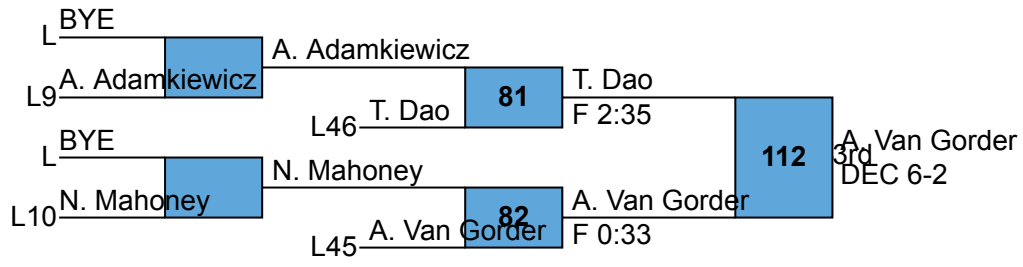 L BYE
L9 A. Adamkiewicz
A. Adamkiewicz
81
L46 T. Dao
T. Dao
F 2:35
L BYE
L10 N. Mahoney
N. Mahoney
82
L45 A. Van Gorder
A. Van Gorder
F 0:33
112
3rd
A. Van Gorder
DEC 6-2